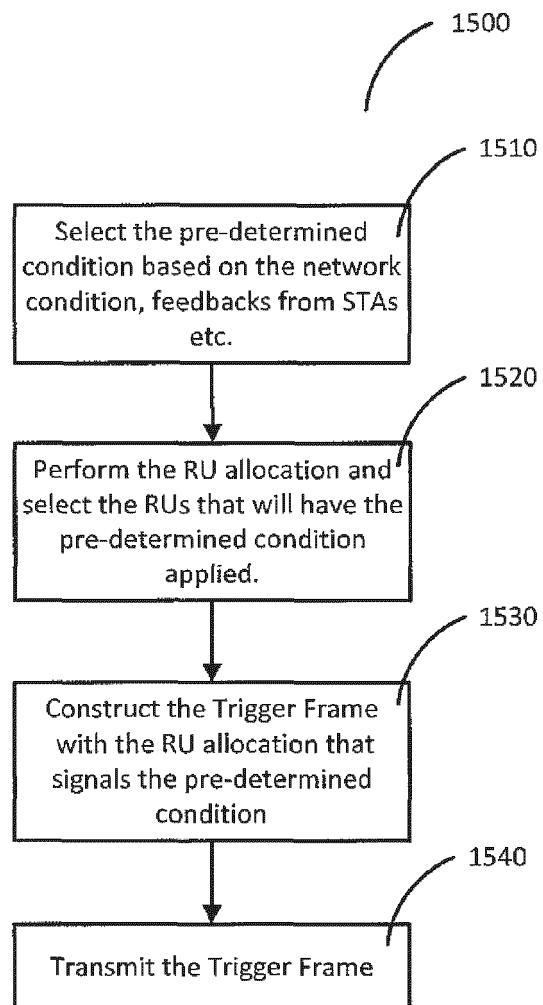 1500
1510
Select the pre-determined
condition based on the network
condition, feedbacks from STAs
etc.
1520
Perform the RU allocation and
select the RUs that will have the
pre-determined condition
applied.
1530
Construct the Trigger Frame
with the RU allocation that
signals the pre-determined
condition
1540
Transmit the Trigger Frame